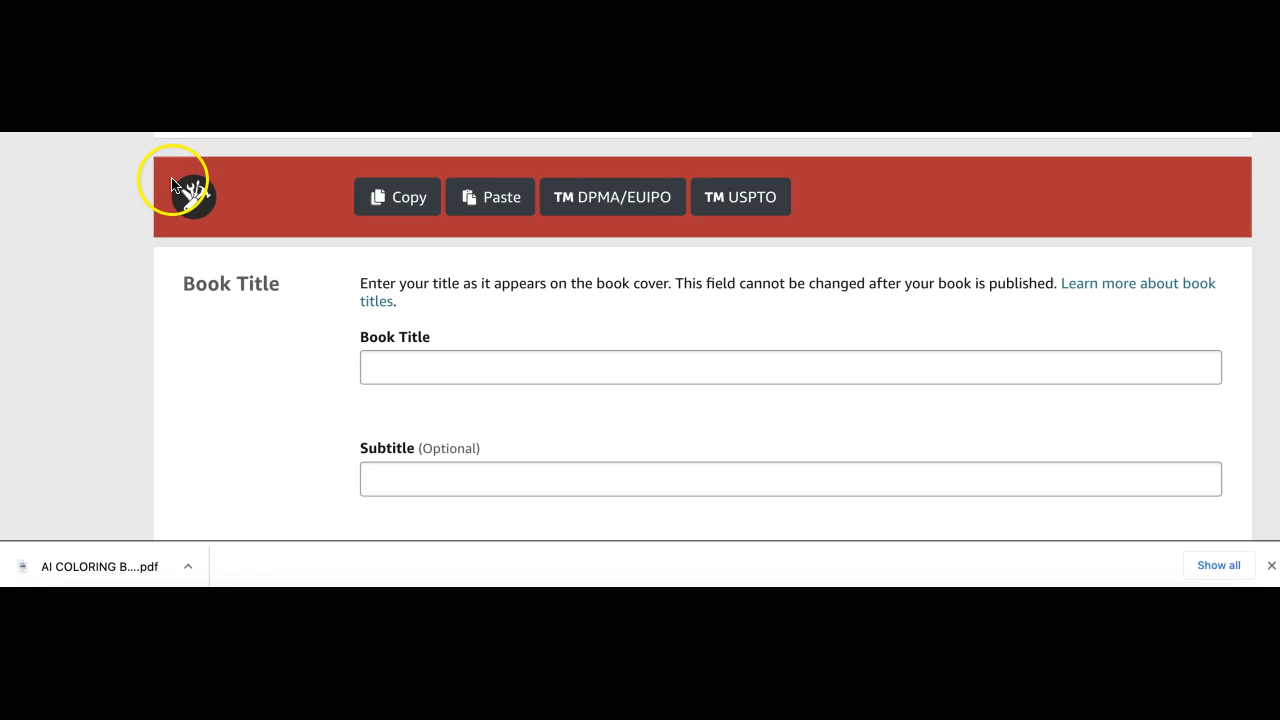 Copy Paste TM DPMA/EUIPO TM USPTO
Book Title
Enter your title as it appears on the book cover. This field cannot be changed after your book is published. Learn more about book
titles.
Book Title
Subtitle (Optional)
AI COLORING B....pdf
Show all